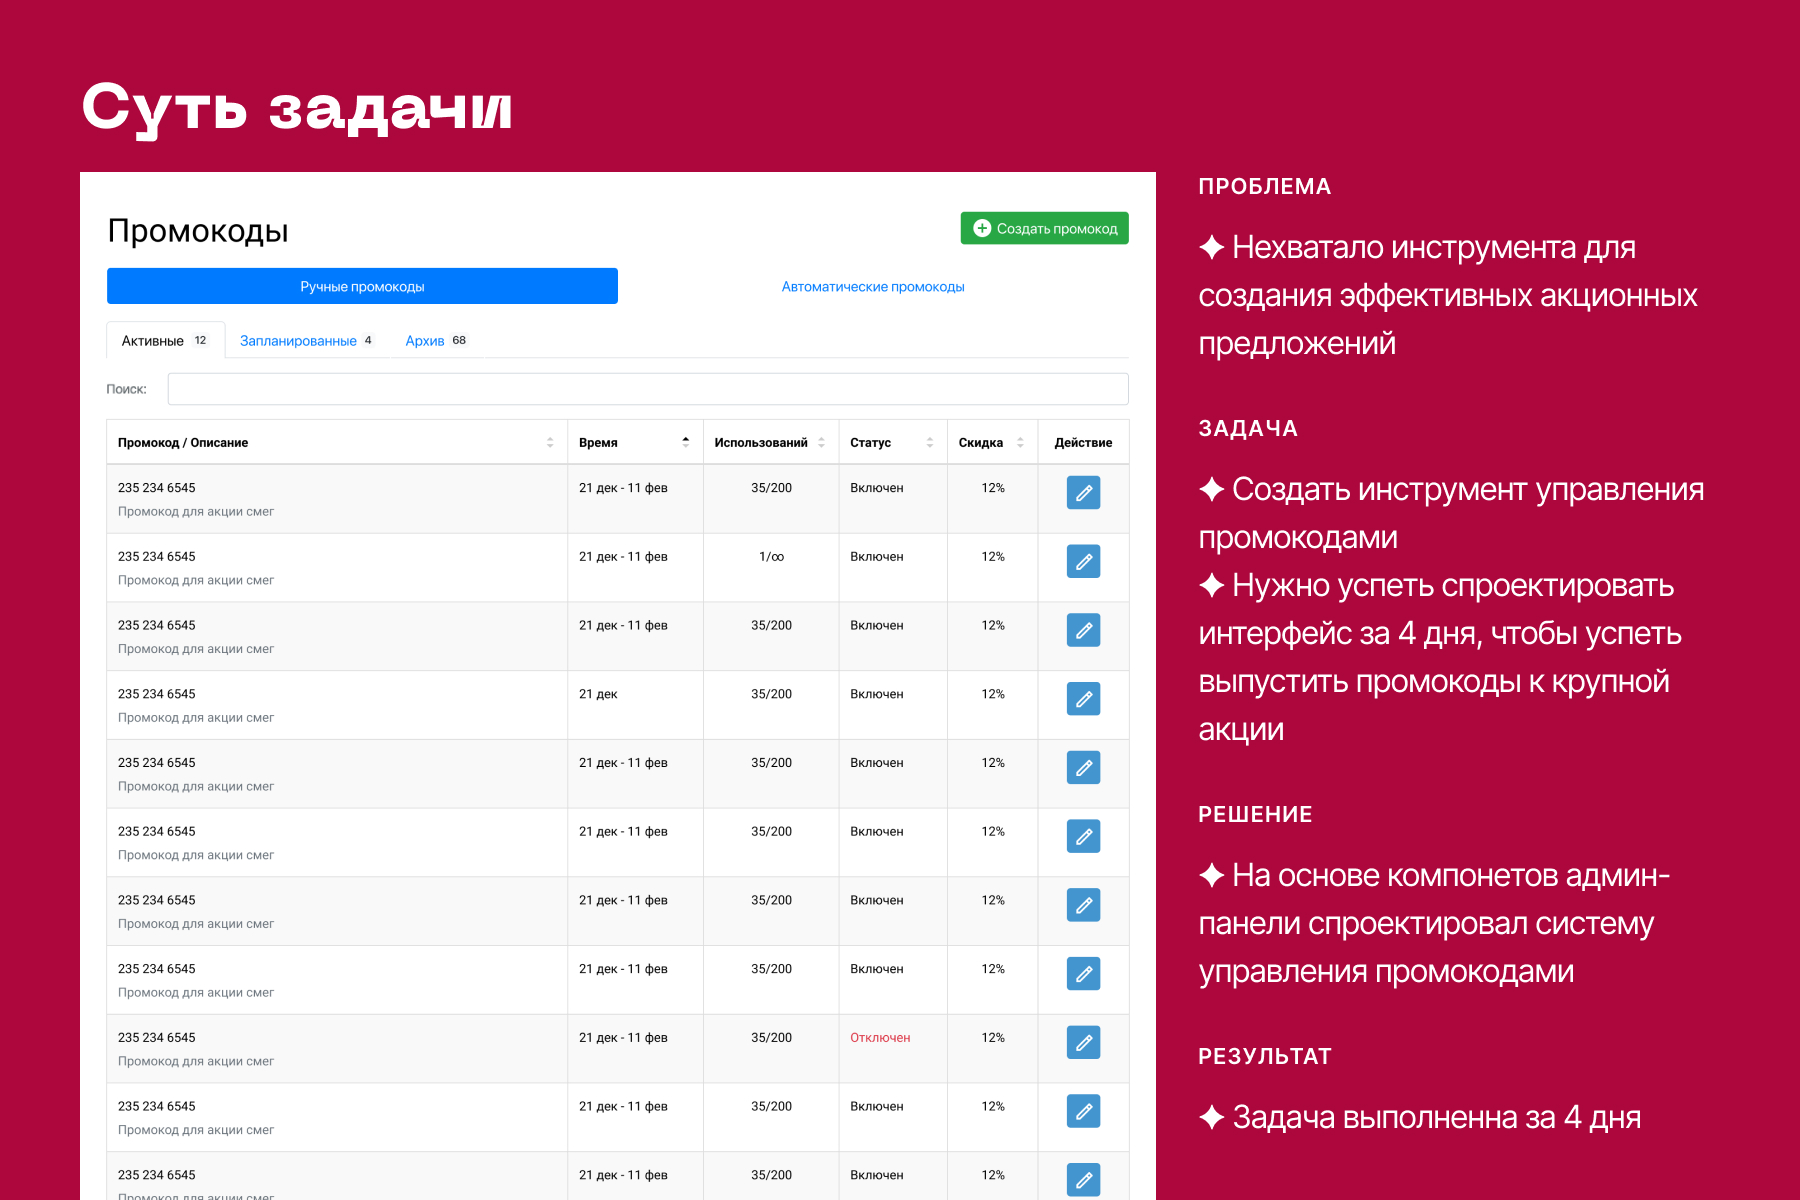 Суть задачи
Промокоды
Создать промокод
Ручные промокоды
Автоматические промокоды
Активные 12 Запланированные 4 Архив 68
Поиск:
Промокод / Описание Время Использований Статус Скидка Действие
235 234 6545 21 дек - 11 фев 35/200 Включен 12%
Промокод для акции смег
235 234 6545 21 дек - 11 фев 1/∞ Включен 12%
Промокод для акции смег
235 234 6545 21 дек - 11 фев 35/200 Включен 12%
Промокод для акции смег
235 234 6545 21 дек 35/200 Включен 12%
Промокод для акции смег
235 234 6545 21 дек - 11 фев 35/200 Включен 12%
Промокод для акции смег
235 234 6545 21 дек - 11 фев 35/200 Включен 12%
Промокод для акции смег
235 234 6545 21 дек - 11 фев 35/200 Включен 12%
Промокод для акции смег
235 234 6545 21 дек - 11 фев 35/200 Включен 12%
Промокод для акции смег
235 234 6545 21 дек - 11 фев 35/200 Отключен 12%
Промокод для акции смег
235 234 6545 21 дек - 11 фев 35/200 Включен 12%
Промокод для акции смег
235 234 6545 21 дек - 11 фев 35/200 Включен 12%
Промокод для акции смег
ПРОБЛЕМА
✦ Нехватало инструмента для
создания эффективных акционных
предложений
ЗАДАЧА
✦ Создать инструмент управления
промокодами
✦ Нужно успеть спроектировать
интерфейс за 4 дня, чтобы успеть
выпустить промокоды к крупной
акции
РЕШЕНИЕ
✦ На основе компонетов админ-
панели спроектировал систему
управления промокодами
РЕЗУЛЬТАТ
✦ Задача выполненна за 4 дня